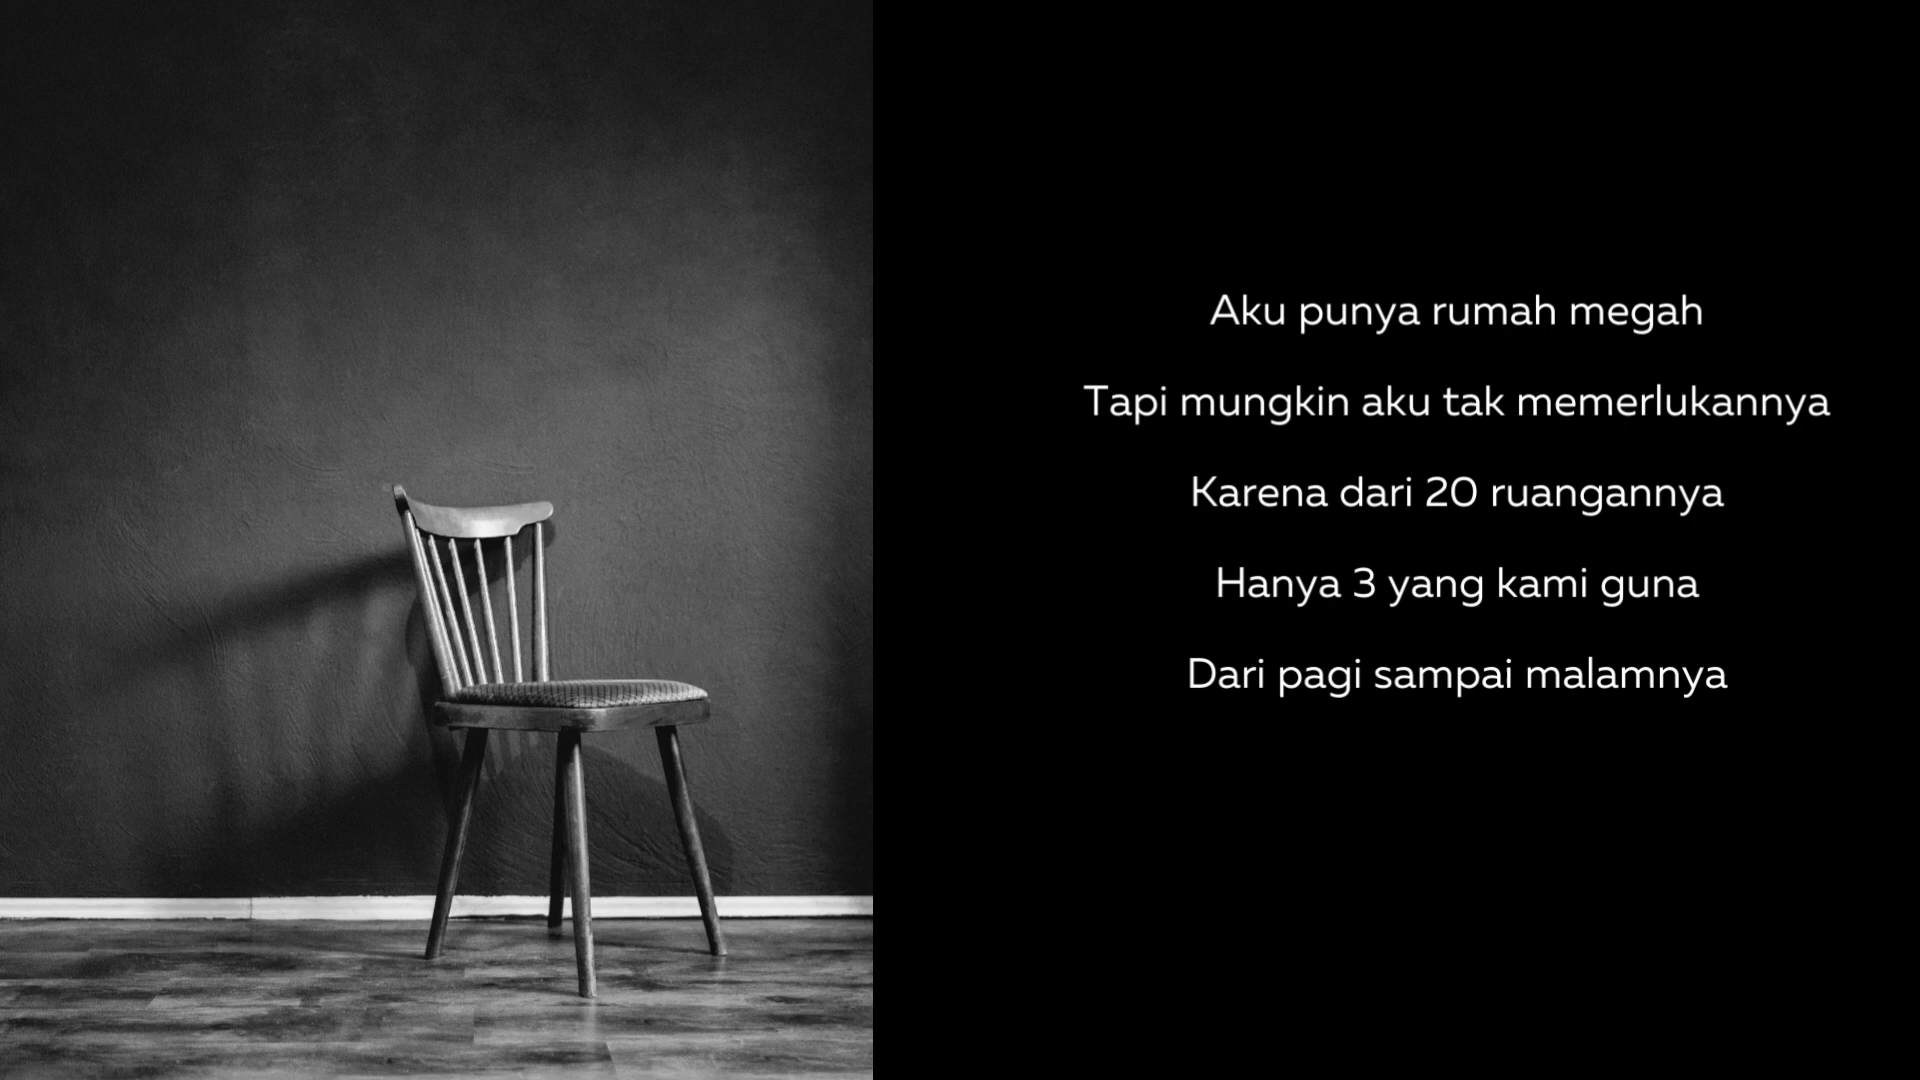 Aku punya rumah megah
Tapi mungkin aku tak memerlukannya
Karena dari 20 ruangannya
Hanya 3 yang kami guna
Dari pagi sampai malamnya